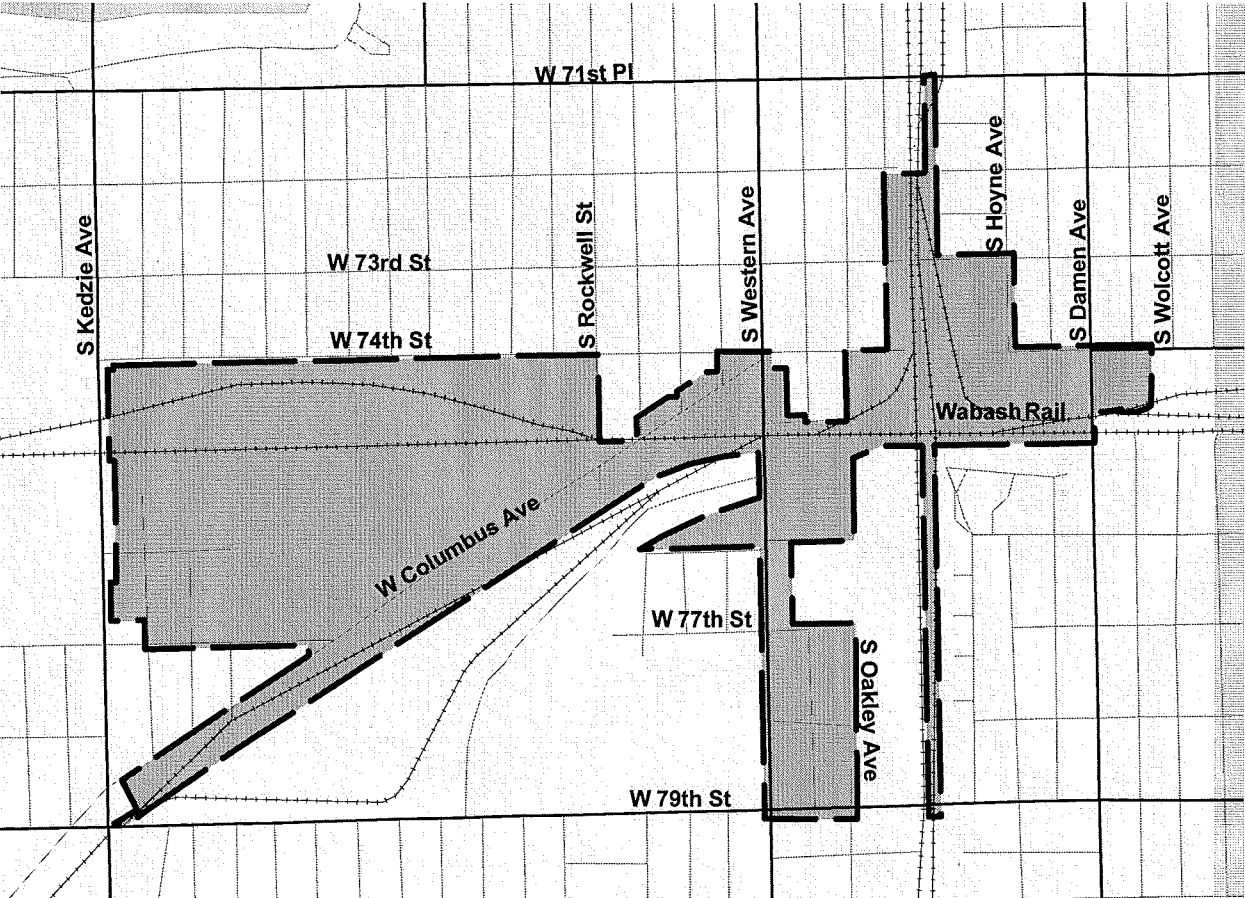 W 71st Pl
S Kedzie Ave
W 73rd St
W 74th St
S Rockwell St
S Western Ave
S Hoyne Ave
S Damen Ave
S Wolcott Ave
Wabash Rail
W Columbus Ave
W 77th St
S Oakley Ave
W 79th St